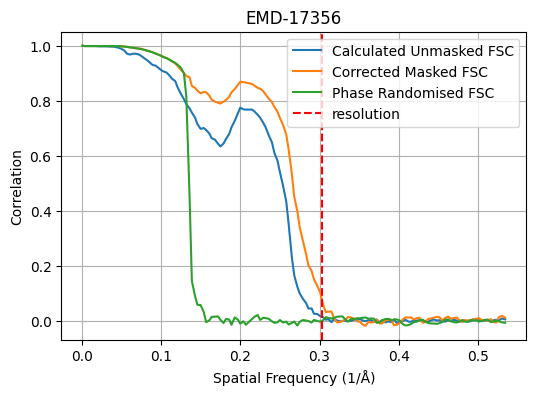 EMD-17356
1.0
0.8
0.6
0.4
0.2
0.0
Correlation
Calculated Unmasked FSC
Corrected Masked FSC
Phase Randomised FSC
resolution
0.0 0.1 0.2 0.3 0.4 0.5
Spatial Frequency (1/Å)